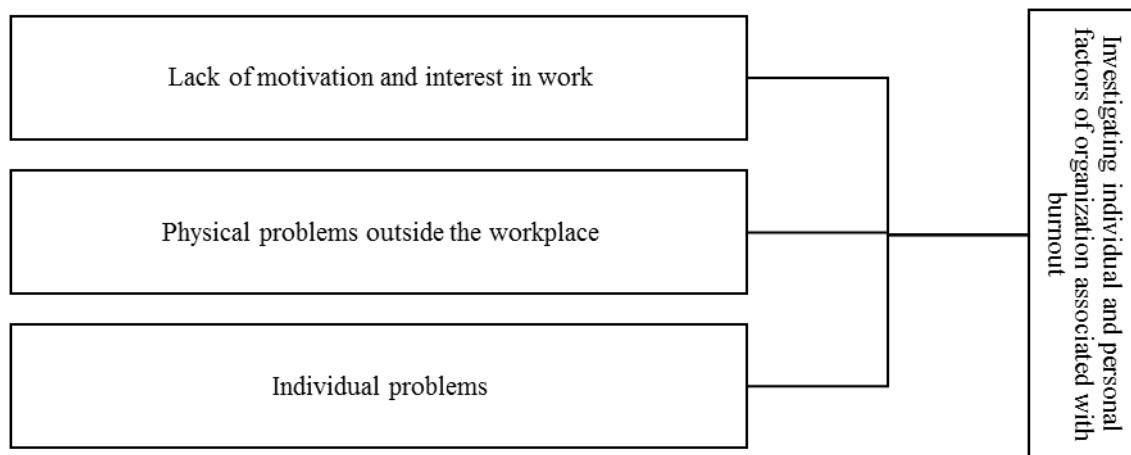 Lack of motivation and interest in work
Physical problems outside the workplace
Individual problems
Investigating individual and personal
factors of organization associated with
burnout